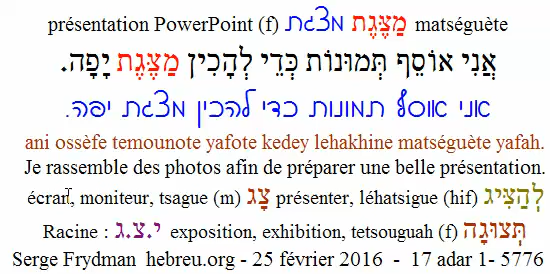 présentation PowerPoint (f) מצגת מַצֶּגֶת matséguète
אֲנִי אוֹסֵף תְּמוּנוֹת כְּדֵי לְהָכִין מַצֶּגֶת יָפָה.
אני אוסף תמונות כדי להכין מצגת יפה.
ani ossèfe temounote yafote kedey lehakhine matséguète yafah.
Je rassemble des photos afin de préparer une belle présentation.
écran, moniteur, tsague (m) צָג présenter, léhatsigue (hif) לְהַצִּיג
Racine : י.צ.ג exposition, exhibition, tetsouguah (f) תְּצוּגָה
Serge Frydman hebreu.org - 25 février 2016 - 17 adar 1- 5776